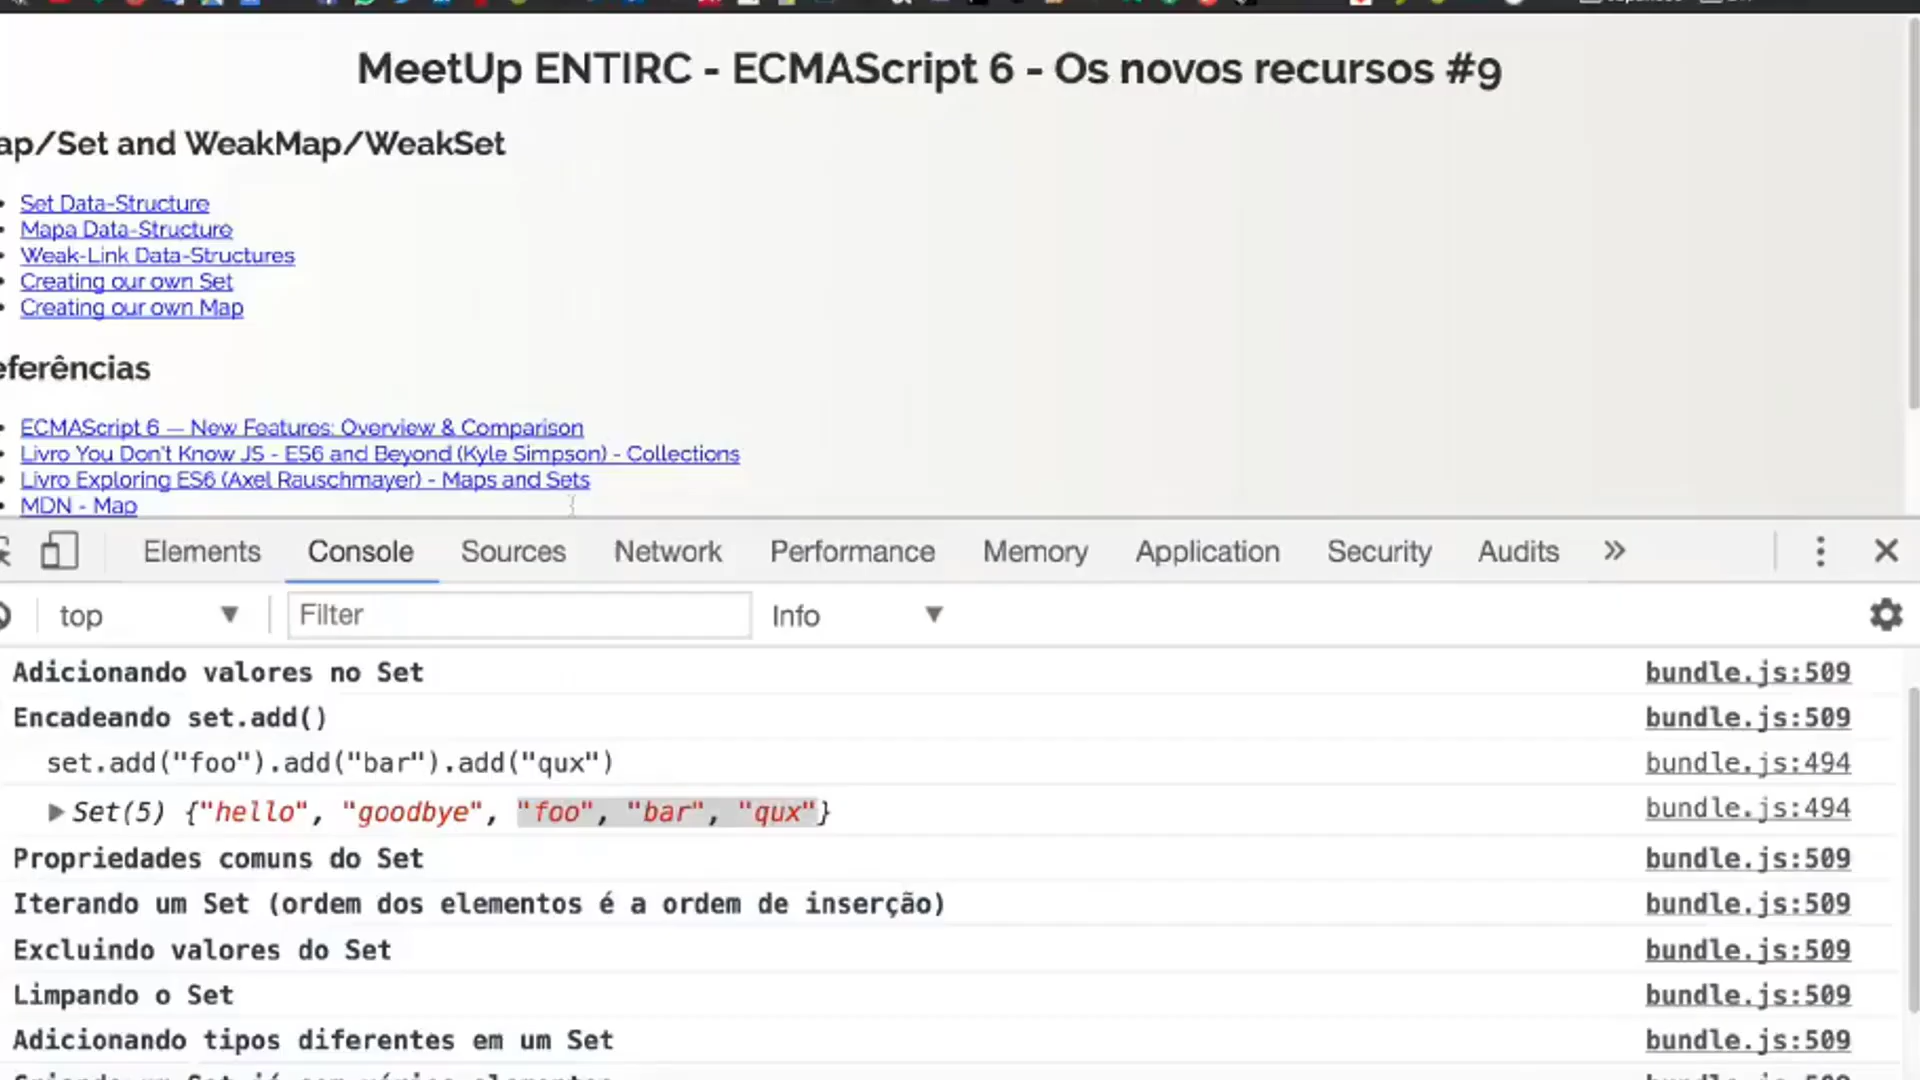 MeetUp ENTIRC - ECMAScript 6 - Os novos recursos #9
ap/Set and WeakMap/WeakSet
Set Data-Structure
Mapa Data-Structure
Weak-Link Data-Structures
Creating our own Set
Creating our own Map
eferências
ECMAScript 6 — New Features: Overview & Comparison
Livro You Don't Know JS - ES6 and Beyond (Kyle Simpson) - Collections
Livro Exploring ES6 (Axel Rauschmayer) - Maps and Sets
MDN - Map
Elements Console Sources Network Performance Memory Application Security Audits »
top ▼ Filter Info ▼
Adicionando valores no Set bundle.js:509
Encadeando set.add() bundle.js:509
set.add("foo").add("bar").add("qux") bundle.js:494
▶ Set(5) {"hello", "goodbye", "foo", "bar", "qux"} bundle.js:494
Propriedades comuns do Set bundle.js:509
Iterando um Set (ordem dos elementos é a ordem de inserção) bundle.js:509
Excluindo valores do Set bundle.js:509
Limpando o Set bundle.js:509
Adicionando tipos diferentes em um Set bundle.js:509